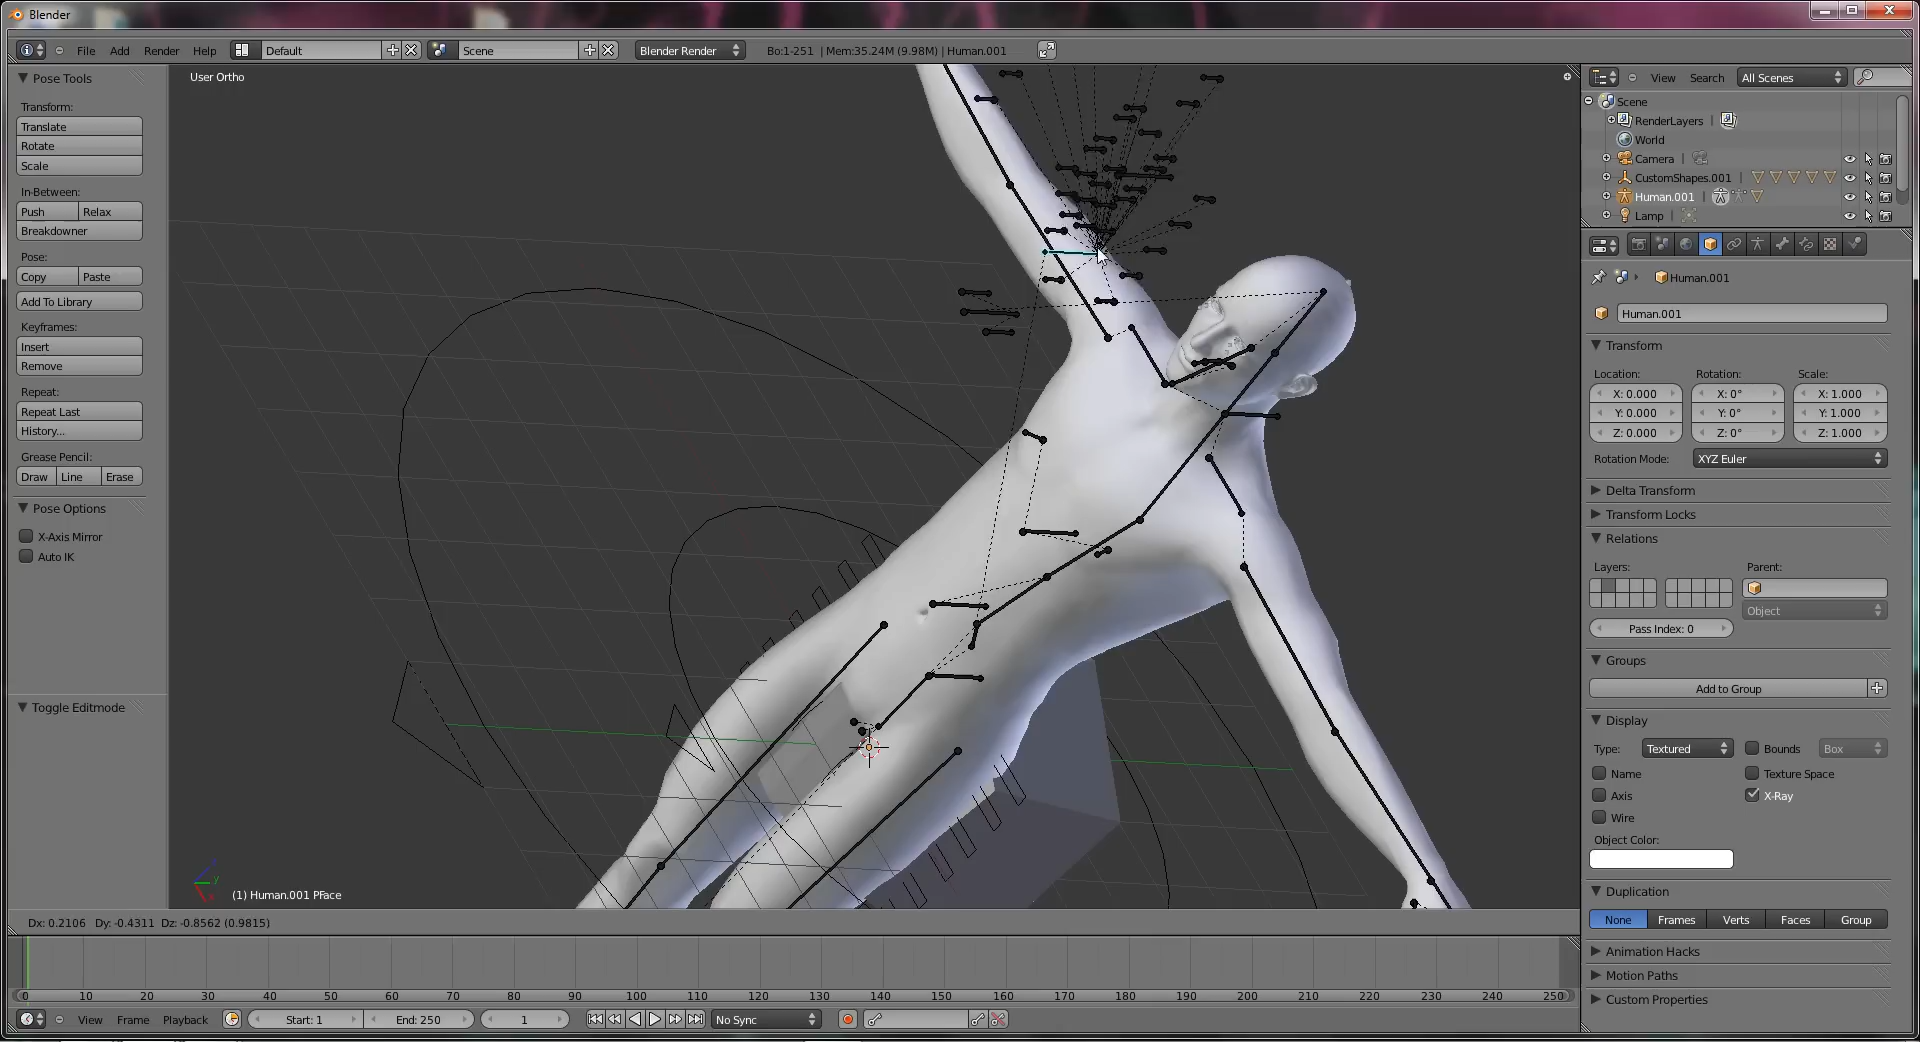 Blender
File Add Render Help Default Scene Blender Render Bo:1-251 | Mem:35.24M (9.98M) | Human.001
Pose Tools
Transform:
Translate
Rotate
Scale
In-Between:
Push Relax
Breakdowner
Pose:
Copy Paste
Add To Library
Keyframes:
Insert
Remove
Repeat:
Repeat Last
History...
Grease Pencil:
Draw Line Erase
Pose Options
X-Axis Mirror
Auto IK
Toggle Editmode
User Ortho
y
(1) Human.001 PFace
View Search All Scenes
Scene
RenderLayers |
World
Camera |
CustomShapes.001
Human.001
Lamp |
Human.001
Human.001
Transform
Location: Rotation: Scale:
X: 0.000 X: 0° X: 1.000
Y: 0.000 Y: 0° Y: 1.000
Z: 0.000 Z: 0° Z: 1.000
Rotation Mode: XYZ Euler
Delta Transform
Transform Locks
Relations
Layers: Parent:
Object
Pass Index: 0
Groups
Add to Group
Display
Type: Textured Bounds Box
Name Texture Space
Axis X-Ray
Wire
Object Color:
Duplication
None Frames Verts Faces Group
Animation Hacks
Motion Paths
Custom Properties
Dx: 0.2106 Dy: -0.4311 Dz: -0.8562 (0.9815)
0 10 20 30 40 50 60 70 80 90 100 110 120 130 140 150 160 170 180 190 200 210 220 230 240 250
View Frame Playback Start: 1 End: 250 1 No Sync